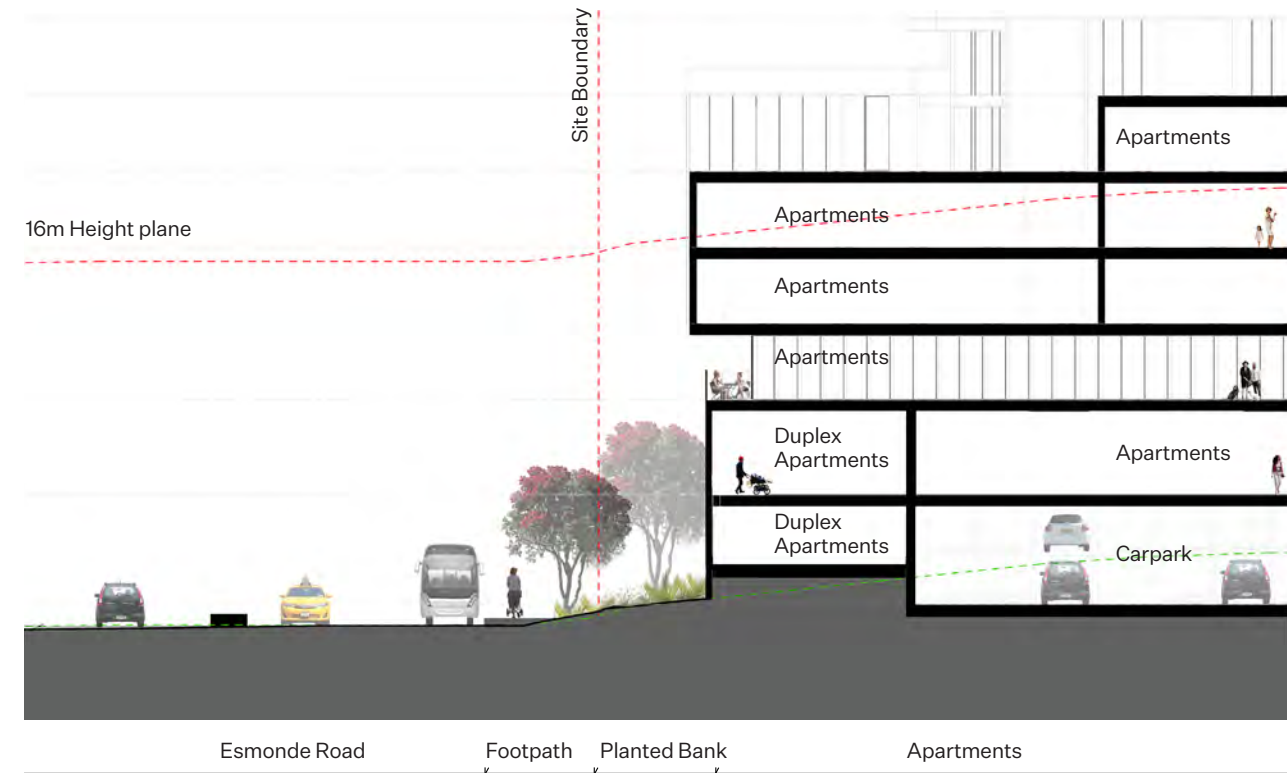 Site Boundary
Apartments
16m Height plane
Apartments
Apartments
Apartments
Duplex
Apartments
Apartments
Duplex
Apartments
Carpark
Esmonde Road
Footpath
Planted Bank
Apartments